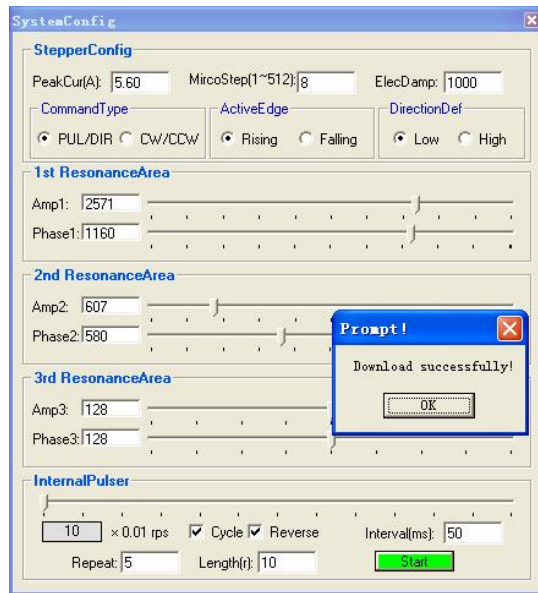 SystemConfig
StepperConfig
PeakCur(A): 5.60 MircoStep(1~512): 8 ElecDamp: 1000
CommandType ActiveEdge DirectionDef
PUL/DIR CW/CCW Rising Falling Low High
1st ResonanceArea
Amp1: 2571
Phase1: 1160
2nd ResonanceArea
Amp2: 607
Phase2: 580
Prompt!
Download successfully!
OK
3rd ResonanceArea
Amp3: 128
Phase3: 128
InternalPulser
10 × 0.01 rps Cycle Reverse Interval(ms): 50
Repeat: 5 Length(r): 10 Start